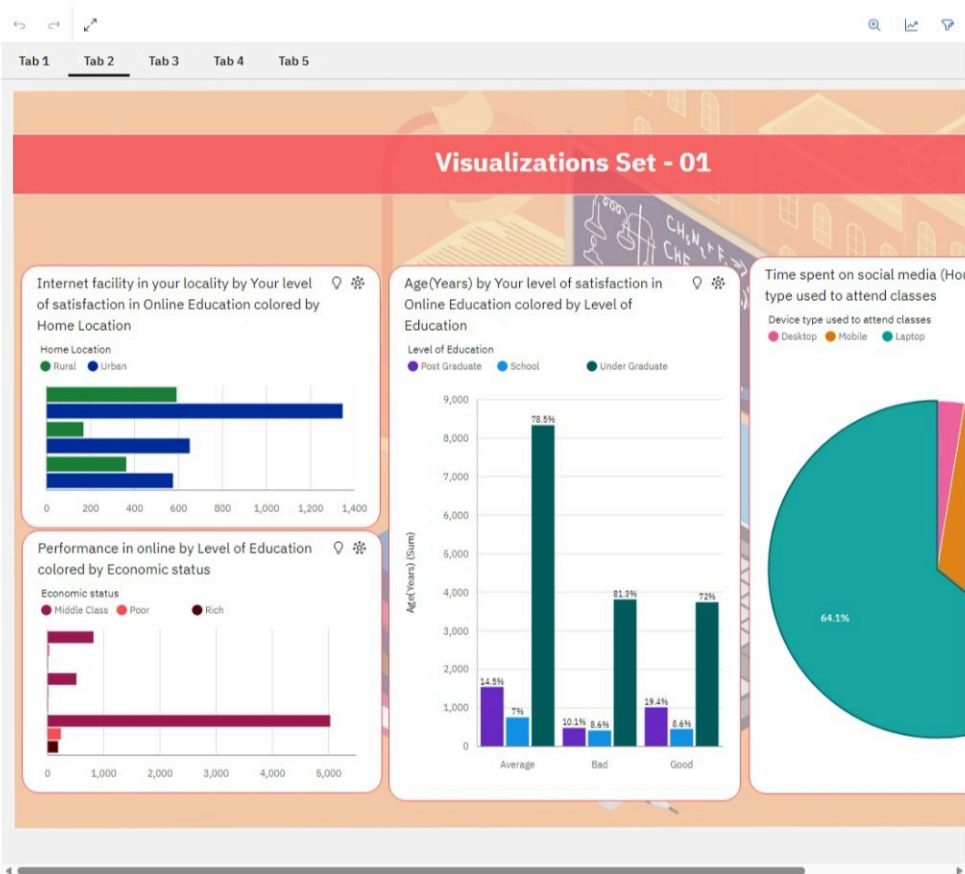 Tab 1 Tab 2 Tab 3 Tab 4 Tab 5
Visualizations Set - 01
Internet facility in your locality by Your level
of satisfaction in Online Education colored by
Home Location
Home Location
Rural Urban
0 200 400 600 800 1,000 1,200 1,400
Performance in online by Level of Education
colored by Economic status
Economic status
Middle Class Poor Rich
0 1,000 2,000 3,000 4,000 5,000
Age(Years) by Your level of satisfaction in
Online Education colored by Level of
Education
Level of Education
Post Graduate School Under Graduate
Age(Years) (Sum)
9,000
8,000
7,000
6,000
5,000
4,000
3,000
2,000
1,000
0
14.5% 7% 78.5%
10.1% 8.6% 81.3%
19.4% 8.6% 72%
Average Bad Good
Time spent on social media (Hou
type used to attend classes
Device type used to attend classes
Desktop Mobile Laptop
64.1%